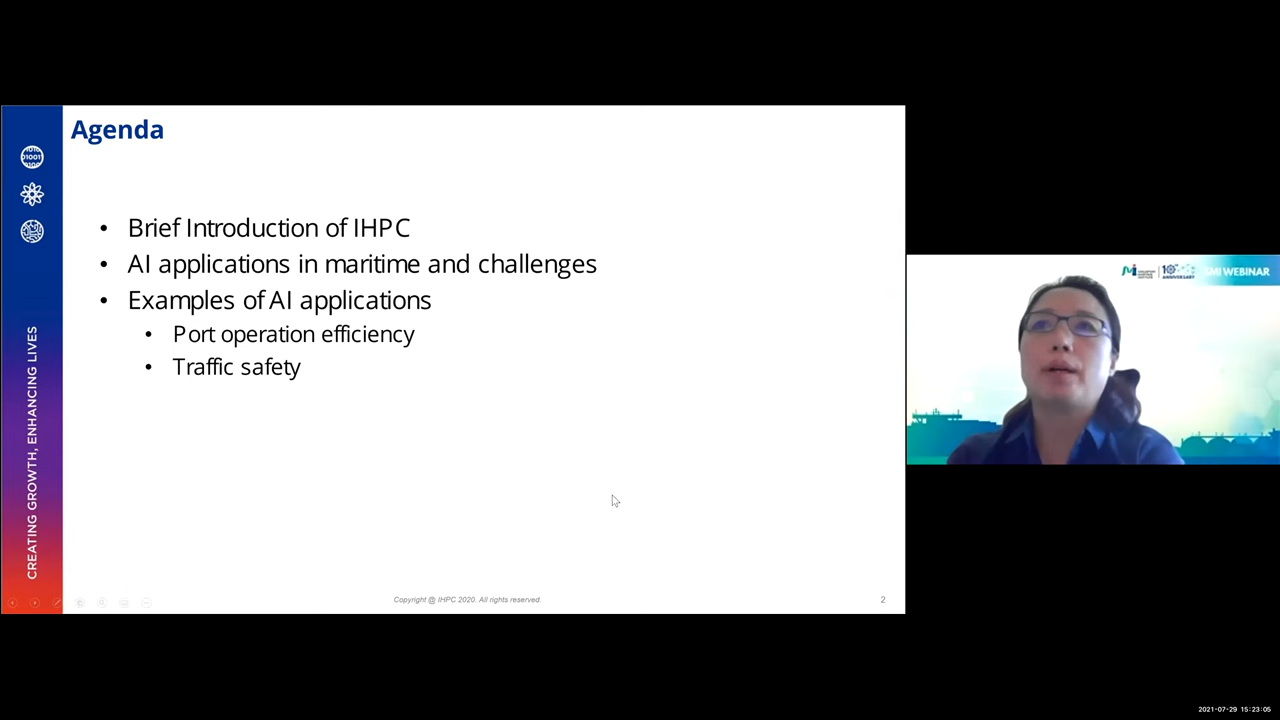 Agenda
• Brief Introduction of IHPC
• AI applications in maritime and challenges
• Examples of AI applications
• Port operation efficiency
• Traffic safety
CREATING GROWTH, ENHANCING LIVES
Copyright @ IHPC 2020. All rights reserved.
2
SMI WEBINAR
ANNIVERSARY
2021-07-29 15:23:05